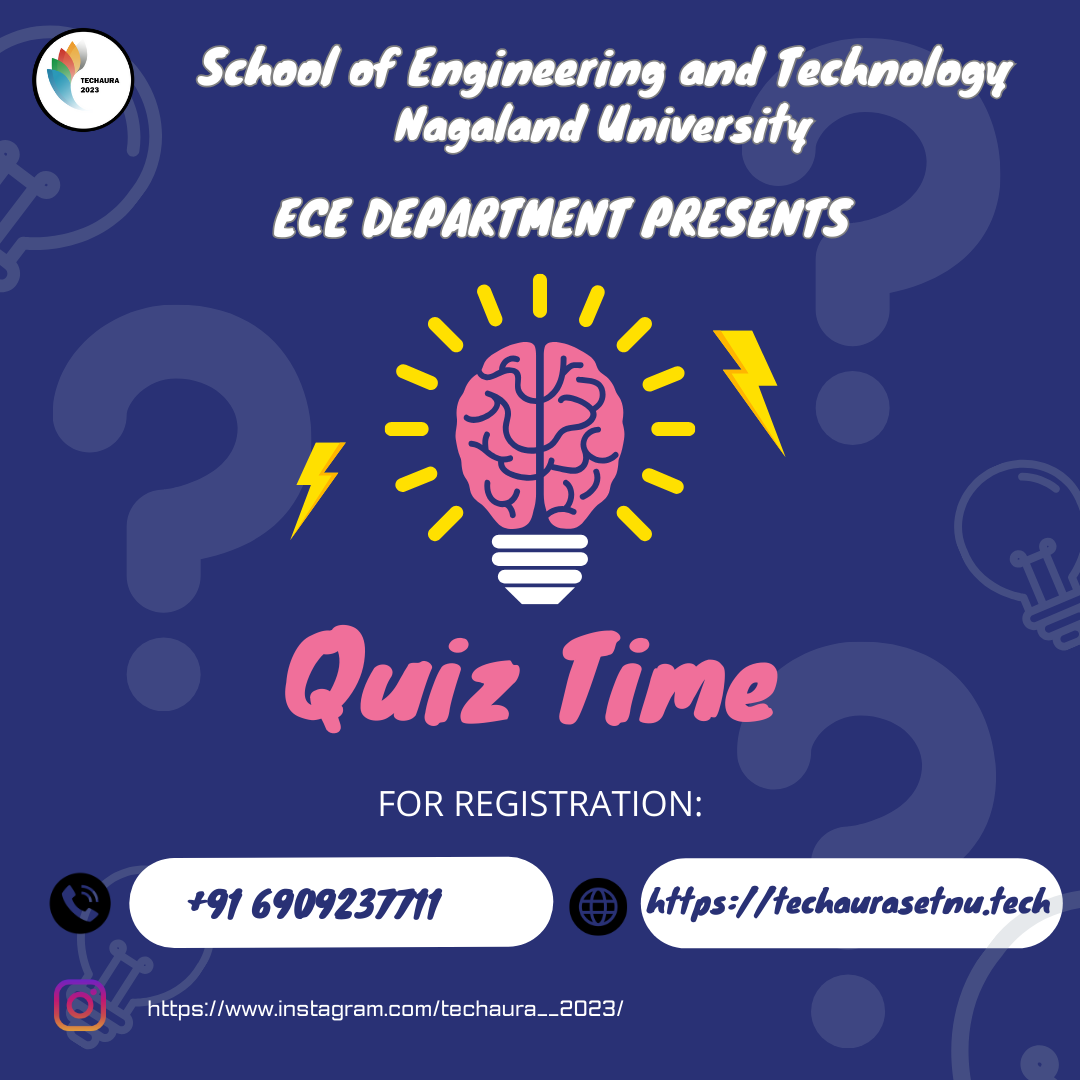 TECHAURA
2023
School of Engineering and Technology
Nagaland University
ECE DEPARTMENT PRESENTS
Quiz Time
FOR REGISTRATION:
+91 6909237711
https://techaurasetnu.tech
https://www.instagram.com/techaura__2023/